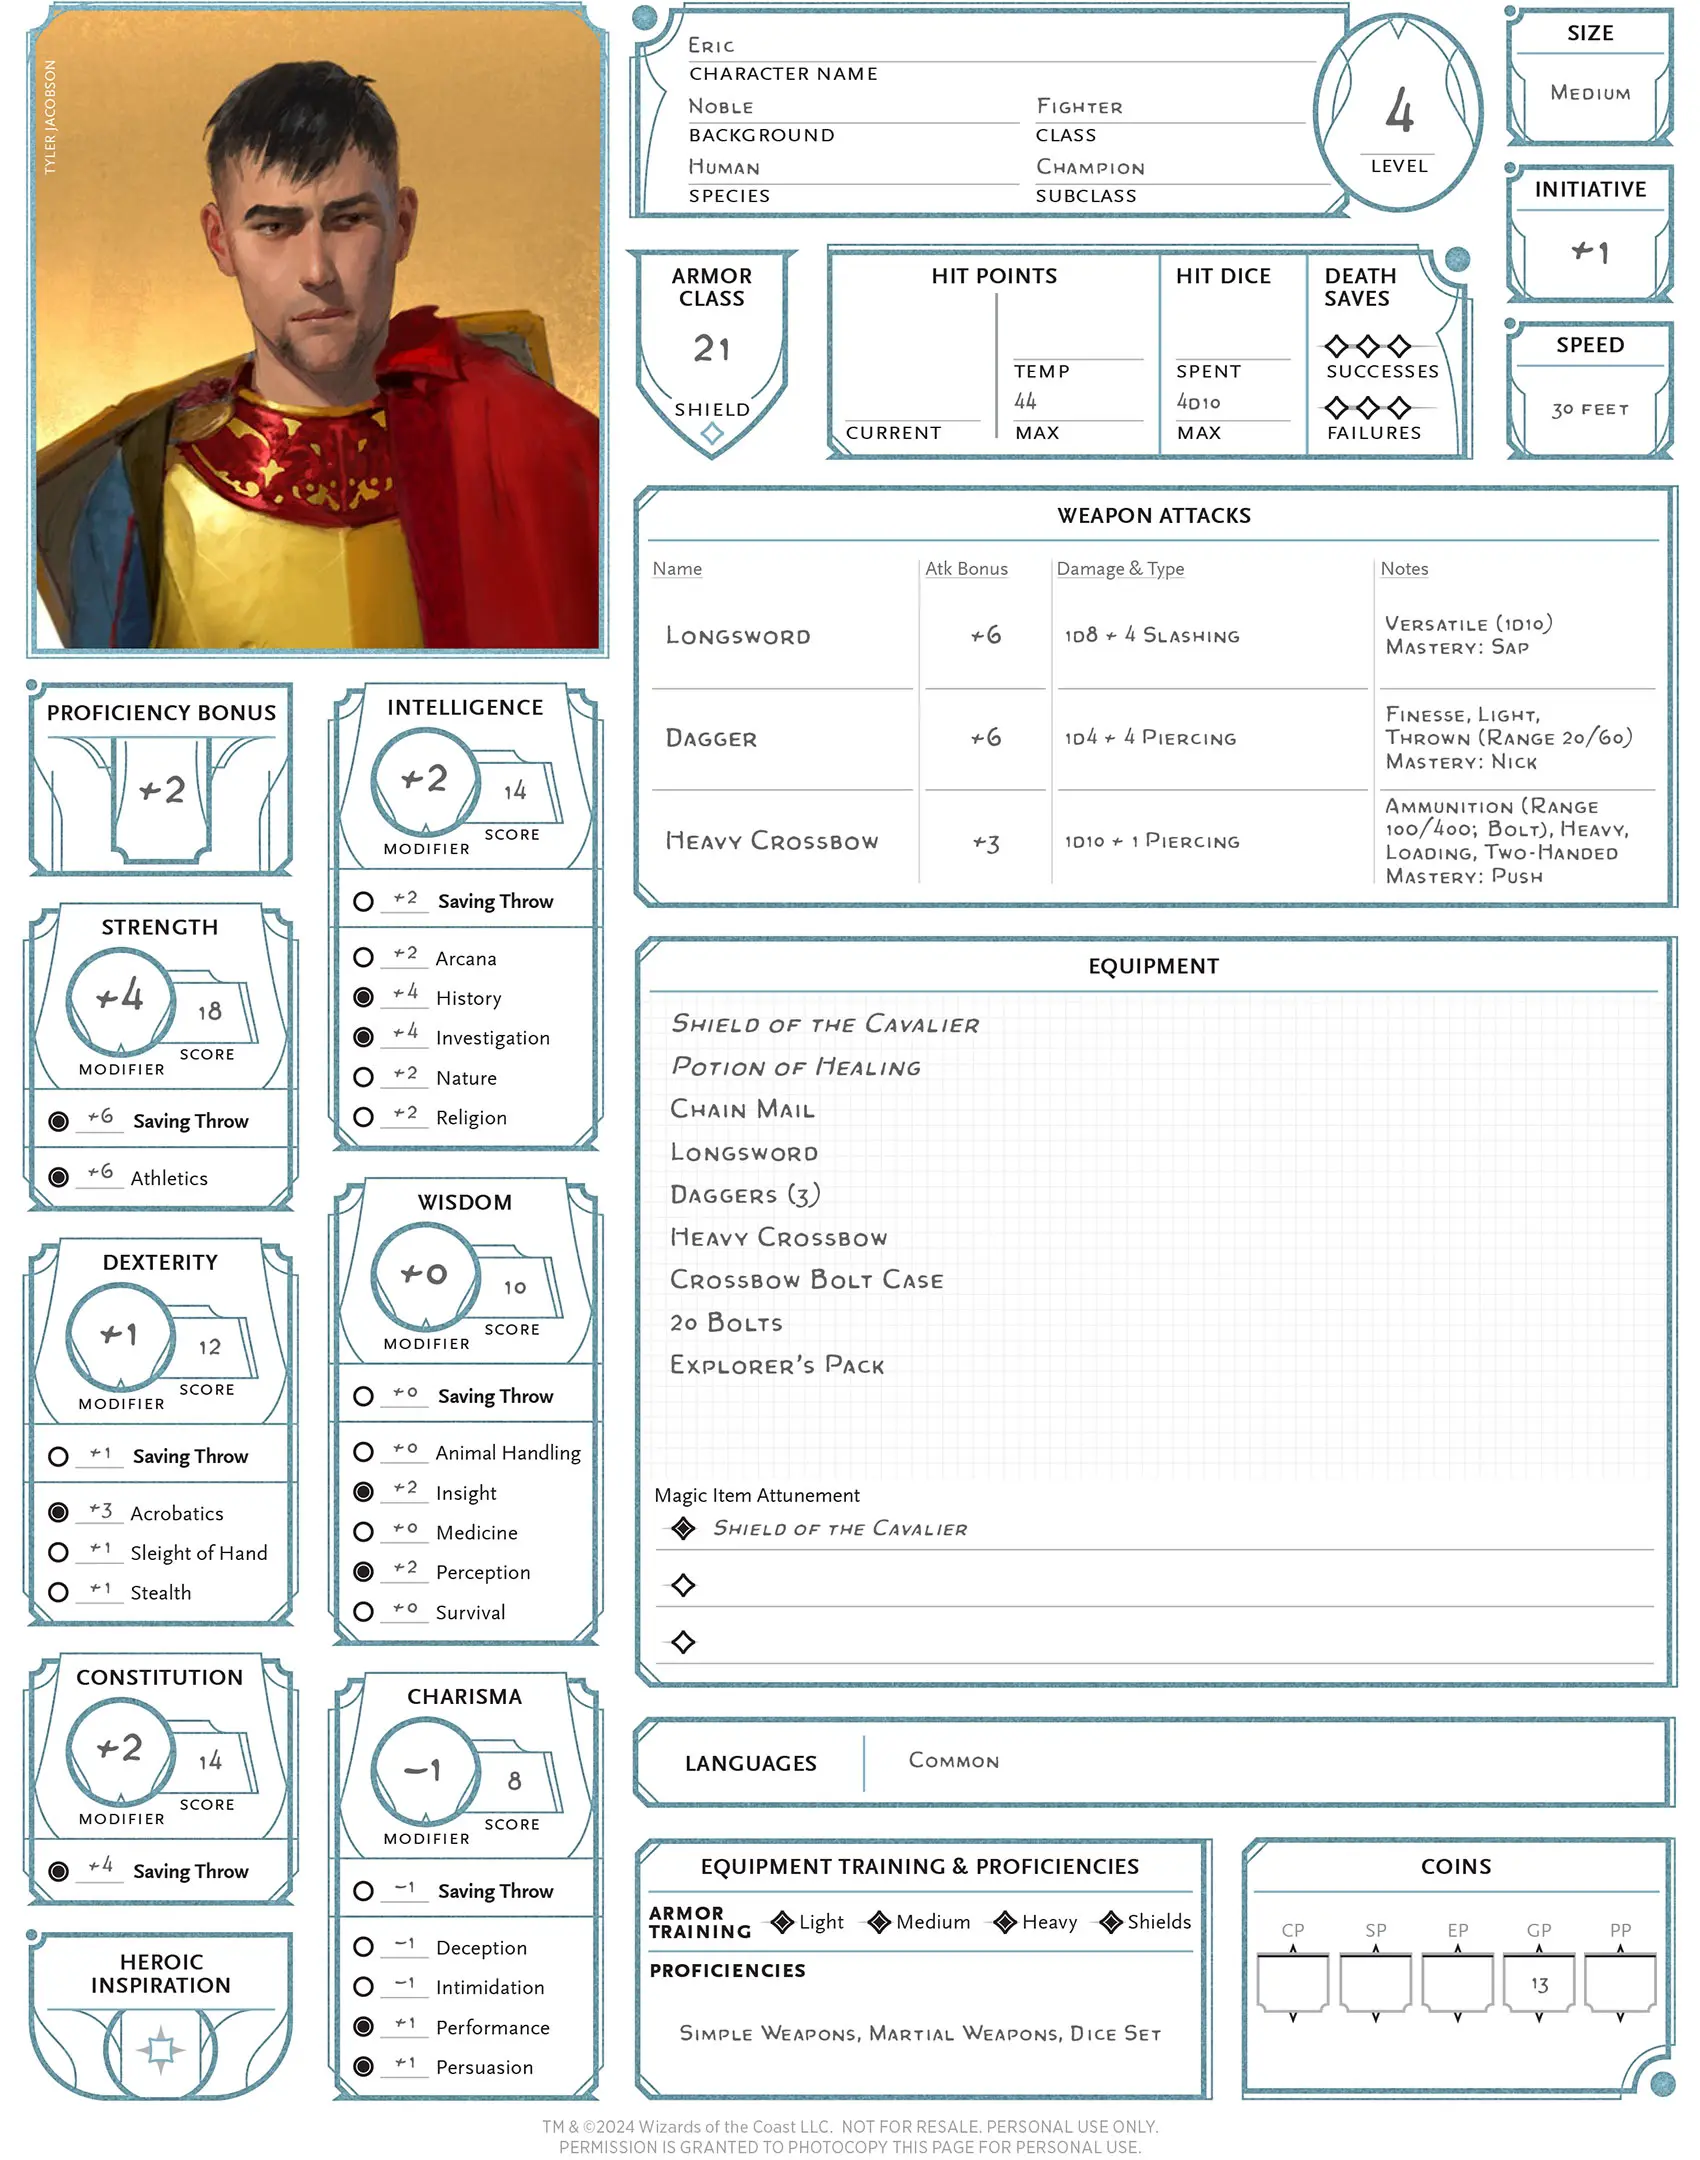 TYLER JACOBSON
Eric
CHARACTER NAME
Noble
BACKGROUND
Fighter
CLASS
Human
SPECIES
Champion
SUBCLASS
4
LEVEL
SIZE
Medium
INITIATIVE
+1
SPEED
30 feet
ARMOR
CLASS
21
SHIELD
HIT POINTS
CURRENT
TEMP
44
MAX
HIT DICE
SPENT
4d10
MAX
DEATH
SAVES
SUCCESSES
FAILURES
WEAPON ATTACKS
Name Atk Bonus Damage & Type Notes
Longsword +6 1d8 + 4 Slashing
Versatile (1d10)
Mastery: Sap
Dagger +6 1d4 + 4 Piercing
Finesse, Light,
Thrown (Range 20/60)
Mastery: Nick
Heavy Crossbow +3 1d10 + 1 Piercing
Ammunition (Range
100/400; Bolt), Heavy,
Loading, Two-Handed
Mastery: Push
PROFICIENCY BONUS
+2
STRENGTH
+4
MODIFIER
18
SCORE
+6 Saving Throw
+6 Athletics
DEXTERITY
+1
MODIFIER
12
SCORE
+1 Saving Throw
+3 Acrobatics
+1 Sleight of Hand
+1 Stealth
CONSTITUTION
+2
MODIFIER
14
SCORE
+4 Saving Throw
HEROIC
INSPIRATION
INTELLIGENCE
+2
MODIFIER
14
SCORE
+2 Saving Throw
+2 Arcana
+4 History
+4 Investigation
+2 Nature
+2 Religion
WISDOM
+0
MODIFIER
10
SCORE
+0 Saving Throw
+0 Animal Handling
+2 Insight
+0 Medicine
+2 Perception
+0 Survival
CHARISMA
−1
MODIFIER
8
SCORE
−1 Saving Throw
−1 Deception
−1 Intimidation
+1 Performance
+1 Persuasion
EQUIPMENT
Shield of the Cavalier
Potion of Healing
Chain Mail
Longsword
Daggers (3)
Heavy Crossbow
Crossbow Bolt Case
20 Bolts
Explorer's Pack
Magic Item Attunement
Shield of the Cavalier
LANGUAGES Common
EQUIPMENT TRAINING & PROFICIENCIES
ARMOR
TRAINING
Light Medium Heavy Shields
PROFICIENCIES
Simple Weapons, Martial Weapons, Dice Set
COINS
CP SP EP GP PP
13
TM & ©2024 Wizards of the Coast LLC. NOT FOR RESALE. PERSONAL USE ONLY.
PERMISSION IS GRANTED TO PHOTOCOPY THIS PAGE FOR PERSONAL USE.